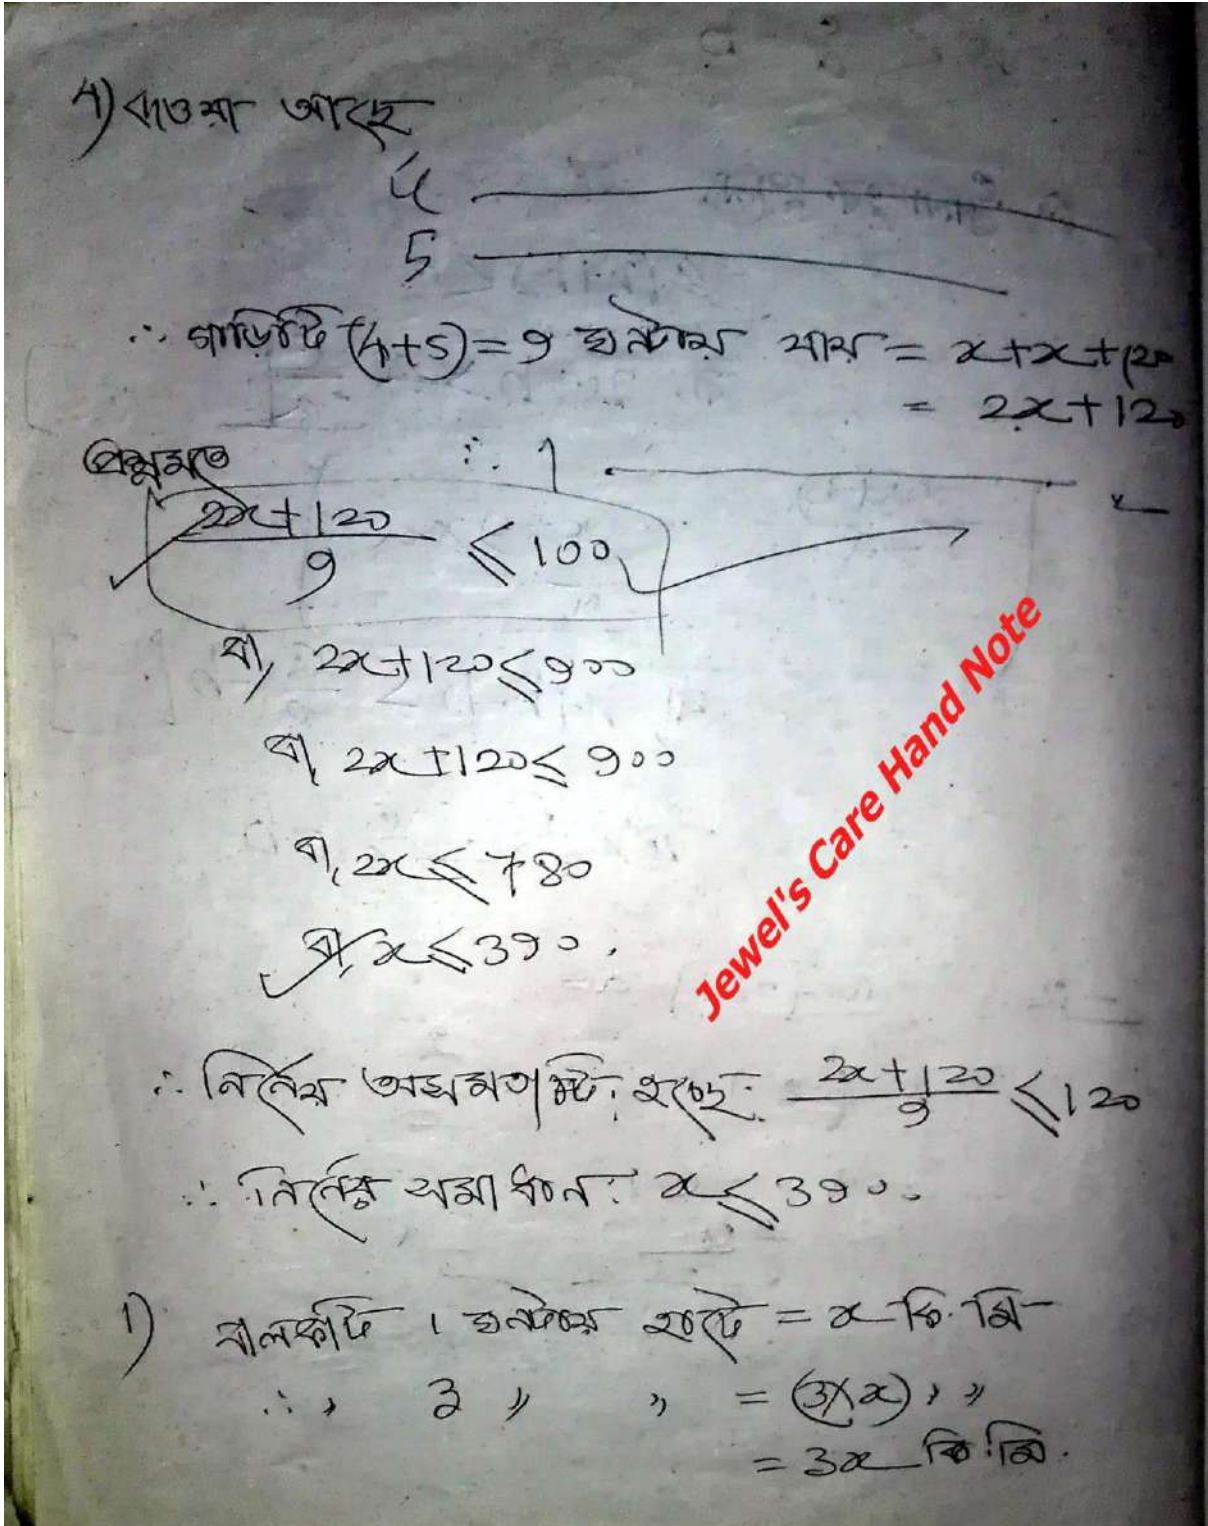 4) দেওয়া আছে
4
5
∴ গাড়িটি (4+5)=9 ঘন্টায় যায় = x+x+120
= 2x+120
প্রশ্নমতে ∴ 1
(2x+120)/9 ≤ 100
বা, 2x+120 ≤ 900
বা, 2x+120 ≤ 900
বা, 2x ≤ 780
বা, x ≤ 390.
Jewel's Care Hand Note
∴ নির্নেয় অসমতাটি হচ্ছে: (2x+120)/9 ≤ 120
∴ নির্নেয় সমাধান: x ≤ 390.
1) বালকটি 1 ঘন্টায় হাটে = x কি.মি
∴ " 3 " " = (3×x) " "
= 3x কি.মি.